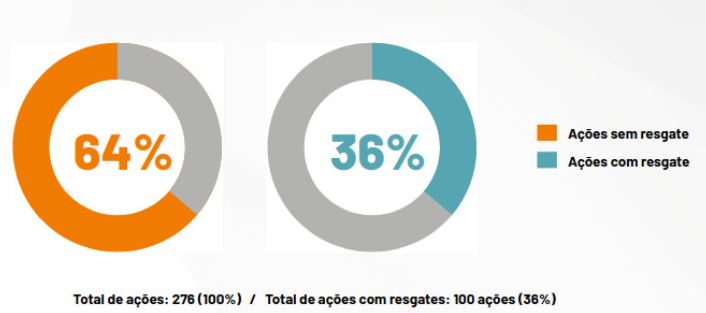 64%
36%
Ações sem resgate
Ações com resgate
Total de ações: 276 (100%) / Total de ações com resgates: 100 ações (36%)